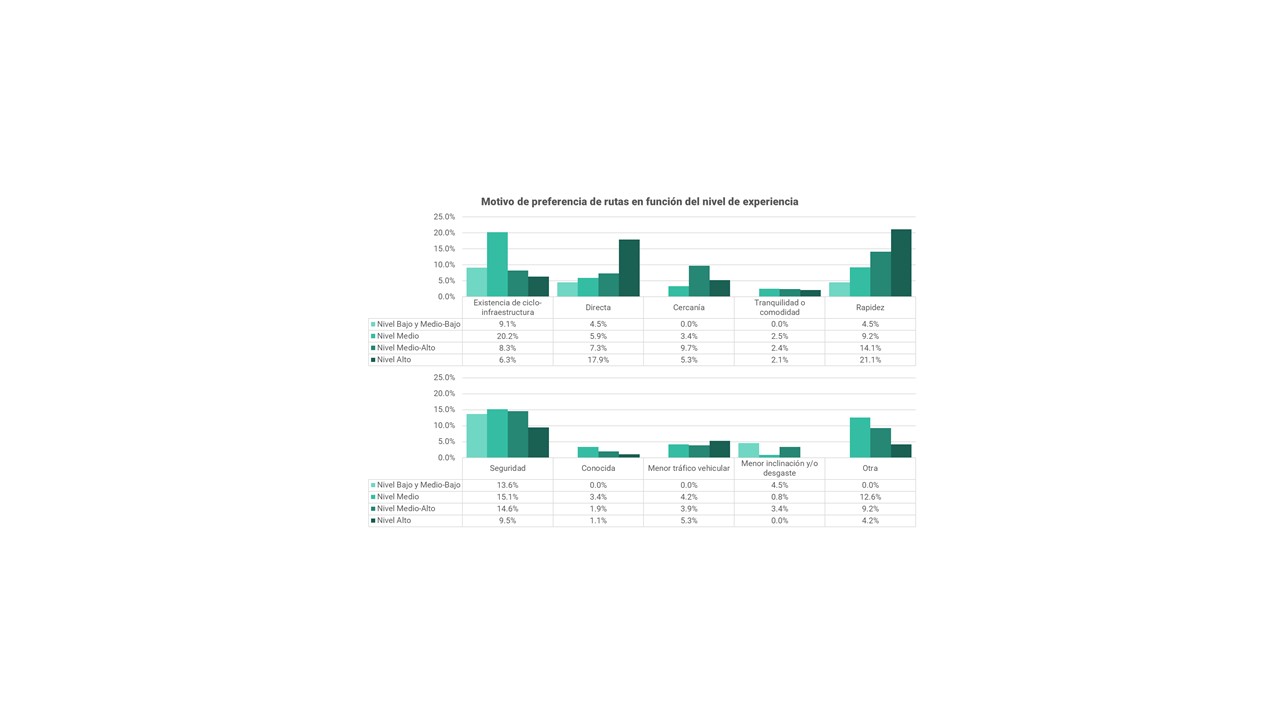 Motivo de preferencia de rutas en función del nivel de experiencia
25.0%
20.0%
15.0%
10.0%
5.0%
0.0%
Existencia de ciclo-
infraestructura
Directa
Cercanía
Tranquilidad o
comodidad
Rapidez
Nivel Bajo y Medio-Bajo 9.1% 4.5% 0.0% 0.0% 4.5%
Nivel Medio 20.2% 5.9% 3.4% 2.5% 9.2%
Nivel Medio-Alto 8.3% 7.3% 9.7% 2.4% 14.1%
Nivel Alto 6.3% 17.9% 5.3% 2.1% 21.1%
25.0%
20.0%
15.0%
10.0%
5.0%
0.0%
Seguridad
Conocida
Menor tráfico vehicular
Menor inclinación y/o
desgaste
Otra
Nivel Bajo y Medio-Bajo 13.6% 0.0% 0.0% 4.5% 0.0%
Nivel Medio 15.1% 3.4% 4.2% 0.8% 12.6%
Nivel Medio-Alto 14.6% 1.9% 3.9% 3.4% 9.2%
Nivel Alto 9.5% 1.1% 5.3% 0.0% 4.2%